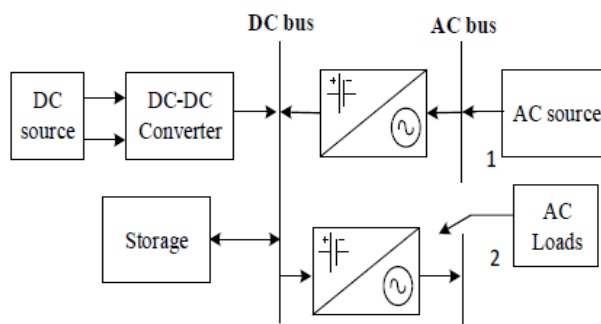 DC bus
AC bus
DC
source
DC-DC
Converter
+ -
AC source
1
Storage
+ -
AC
Loads
2